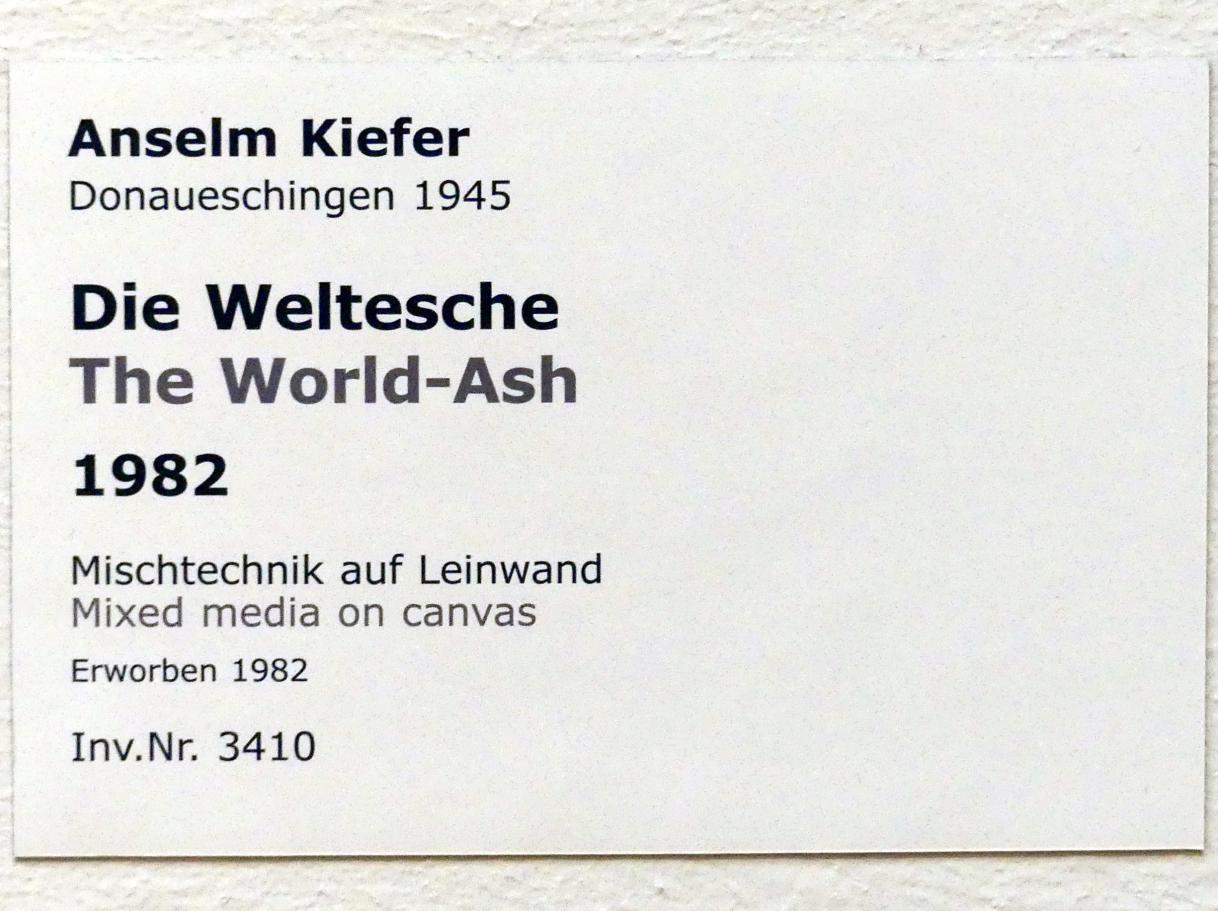 Anselm Kiefer
Donaueschingen 1945
Die Weltesche
The World-Ash
1982
Mischtechnik auf Leinwand
Mixed media on canvas
Erworben 1982
Inv.Nr. 3410